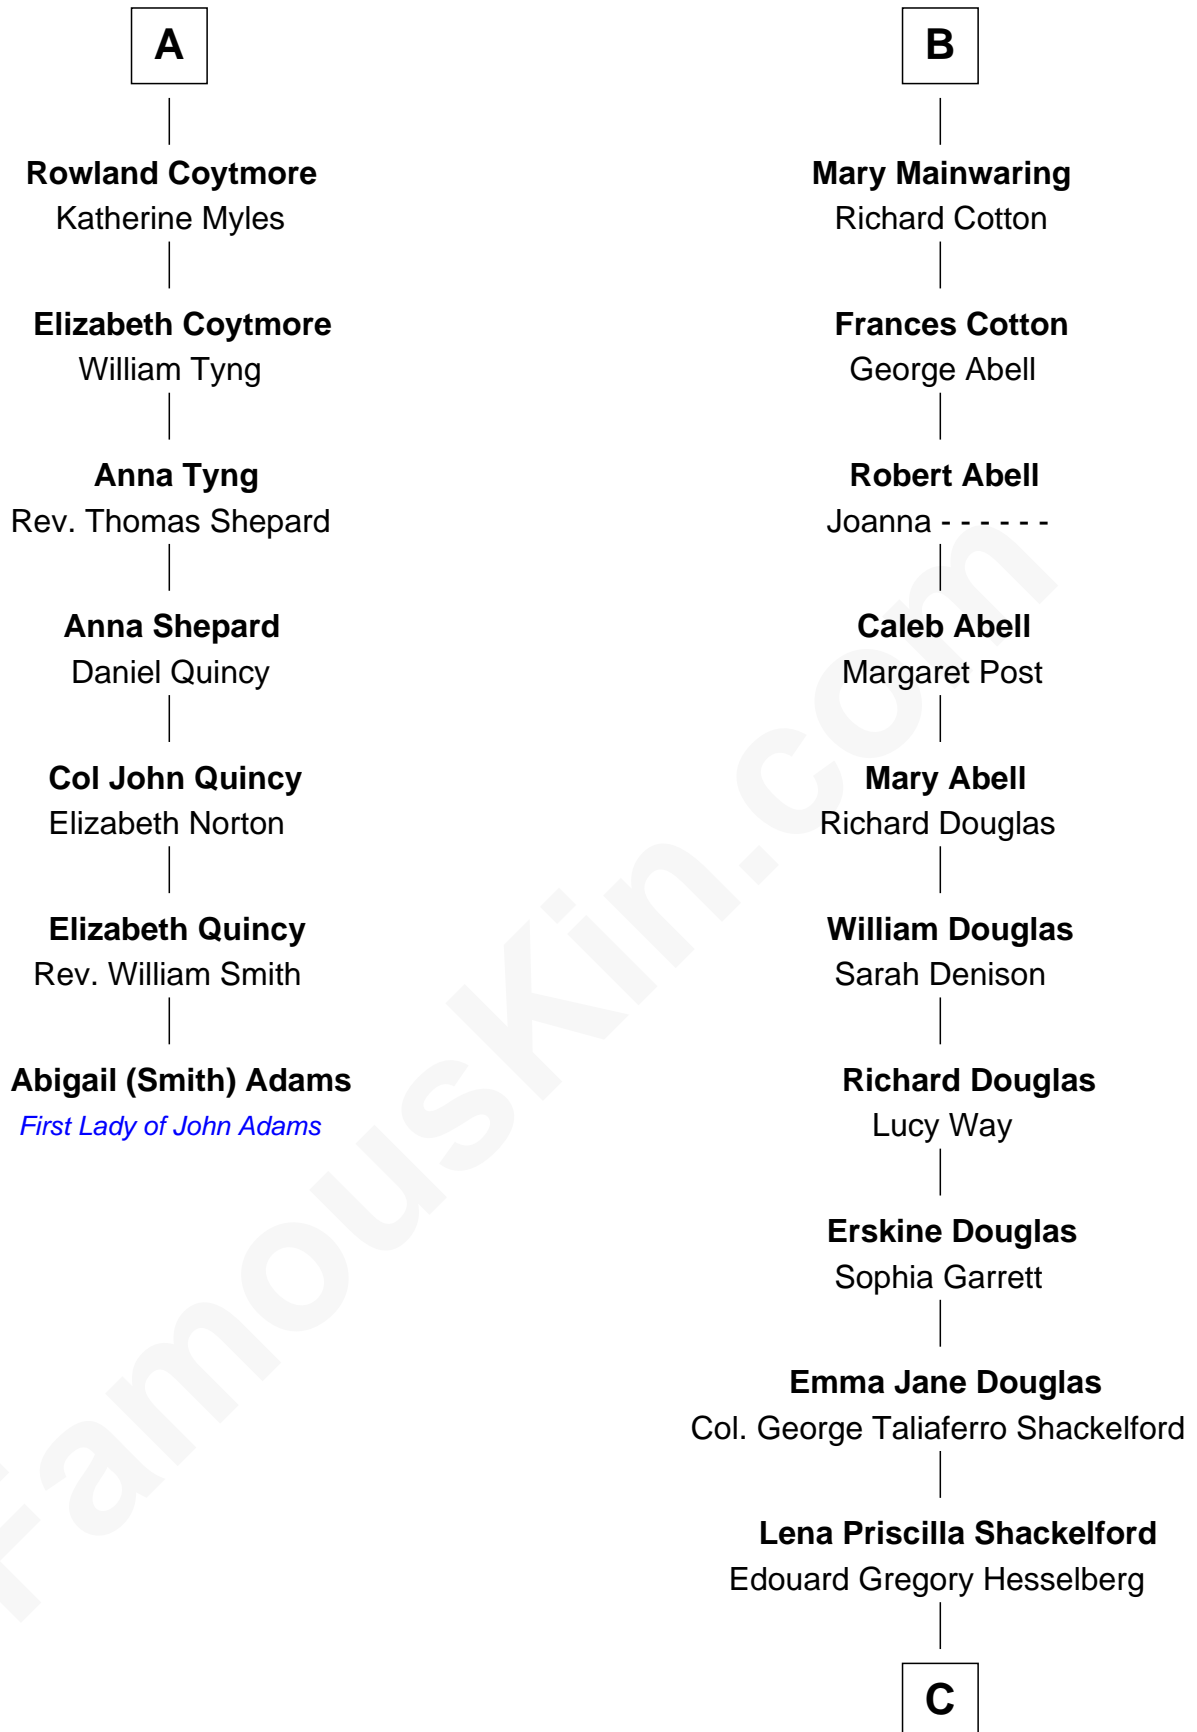 A
Rowland Coytmore
Katherine Myles
Elizabeth Coytmore
William Tyng
Anna Tyng
Rev. Thomas Shepard
Anna Shepard
Daniel Quincy
Col John Quincy
Elizabeth Norton
Elizabeth Quincy
Rev. William Smith
Abigail (Smith) Adams
First Lady of John Adams
B
Mary Mainwaring
Richard Cotton
Frances Cotton
George Abell
Robert Abell
Joanna - - - - - -
Caleb Abell
Margaret Post
Mary Abell
Richard Douglas
William Douglas
Sarah Denison
Richard Douglas
Lucy Way
Erskine Douglas
Sophia Garrett
Emma Jane Douglas
Col. George Taliaferro Shackelford
Lena Priscilla Shackelford
Edouard Gregory Hesselberg
C
FamousKin.com